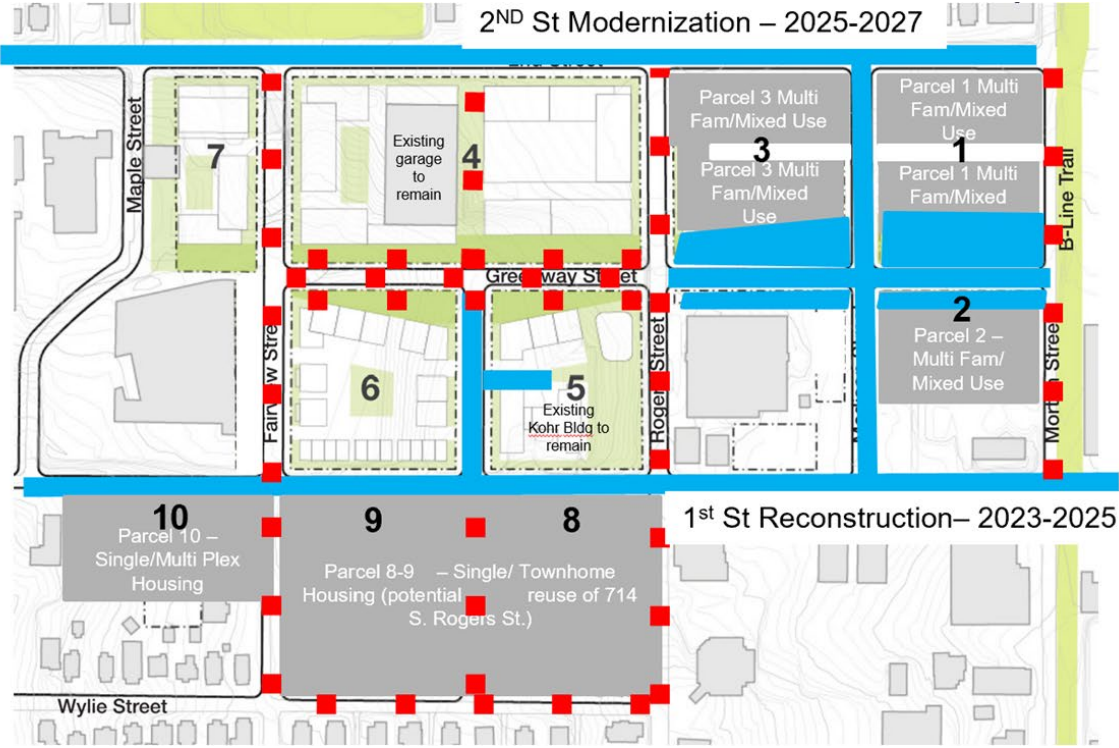 2ND St Modernization – 2025-2027
2nd Street
Maple Street
7
Existing
garage
to
remain
4
Parcel 3 Multi
Fam/Mixed Use
3
Parcel 3 Multi
Fam/Mixed
Use
Parcel 1 Multi
Fam/Mixed
Use
1
Parcel 1 Multi
Fam/Mixed
B-Line Trail
Street
6
5
Existing
Kohr Bldg to
remain
Street
2
Parcel 2 –
Multi Fam/
Mixed Use
1st St Reconstruction– 2023-2025
10
Parcel 10 –
Single/Multi Plex
Housing
9
8
Parcel 8-9 – Single/ Townhome
Housing (potential reuse of 714
S. Rogers St.)
Wylie Street